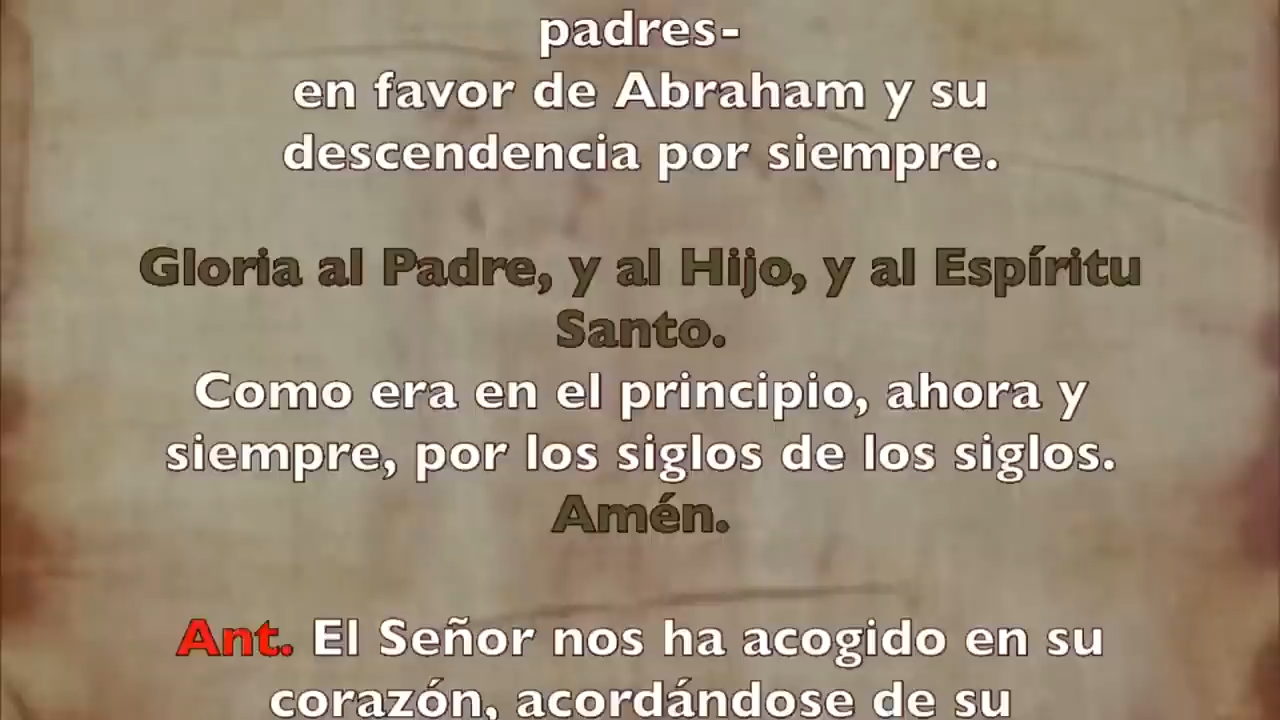 padres-
en favor de Abraham y su
descendencia por siempre.
Gloria al Padre, y al Hijo, y al Espíritu
Santo.
Como era en el principio, ahora y
siempre, por los siglos de los siglos.
Amén.
Ant. El Señor nos ha acogido en su
corazón, acordándose de su